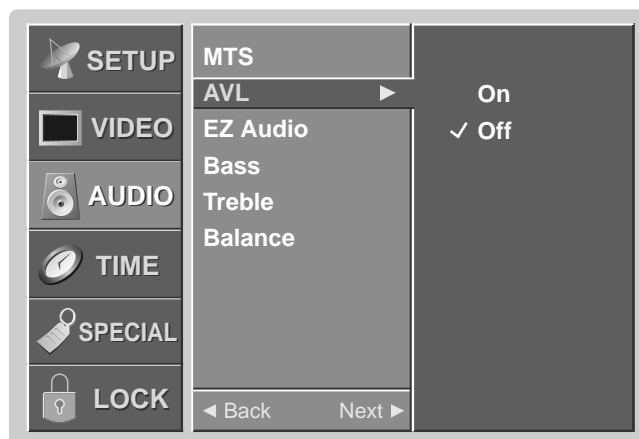 SETUP
VIDEO
AUDIO
TIME
SPECIAL
LOCK
MTS
AVL ►
EZ Audio
Bass
Treble
Balance
◄ Back Next ►
On
✓ Off